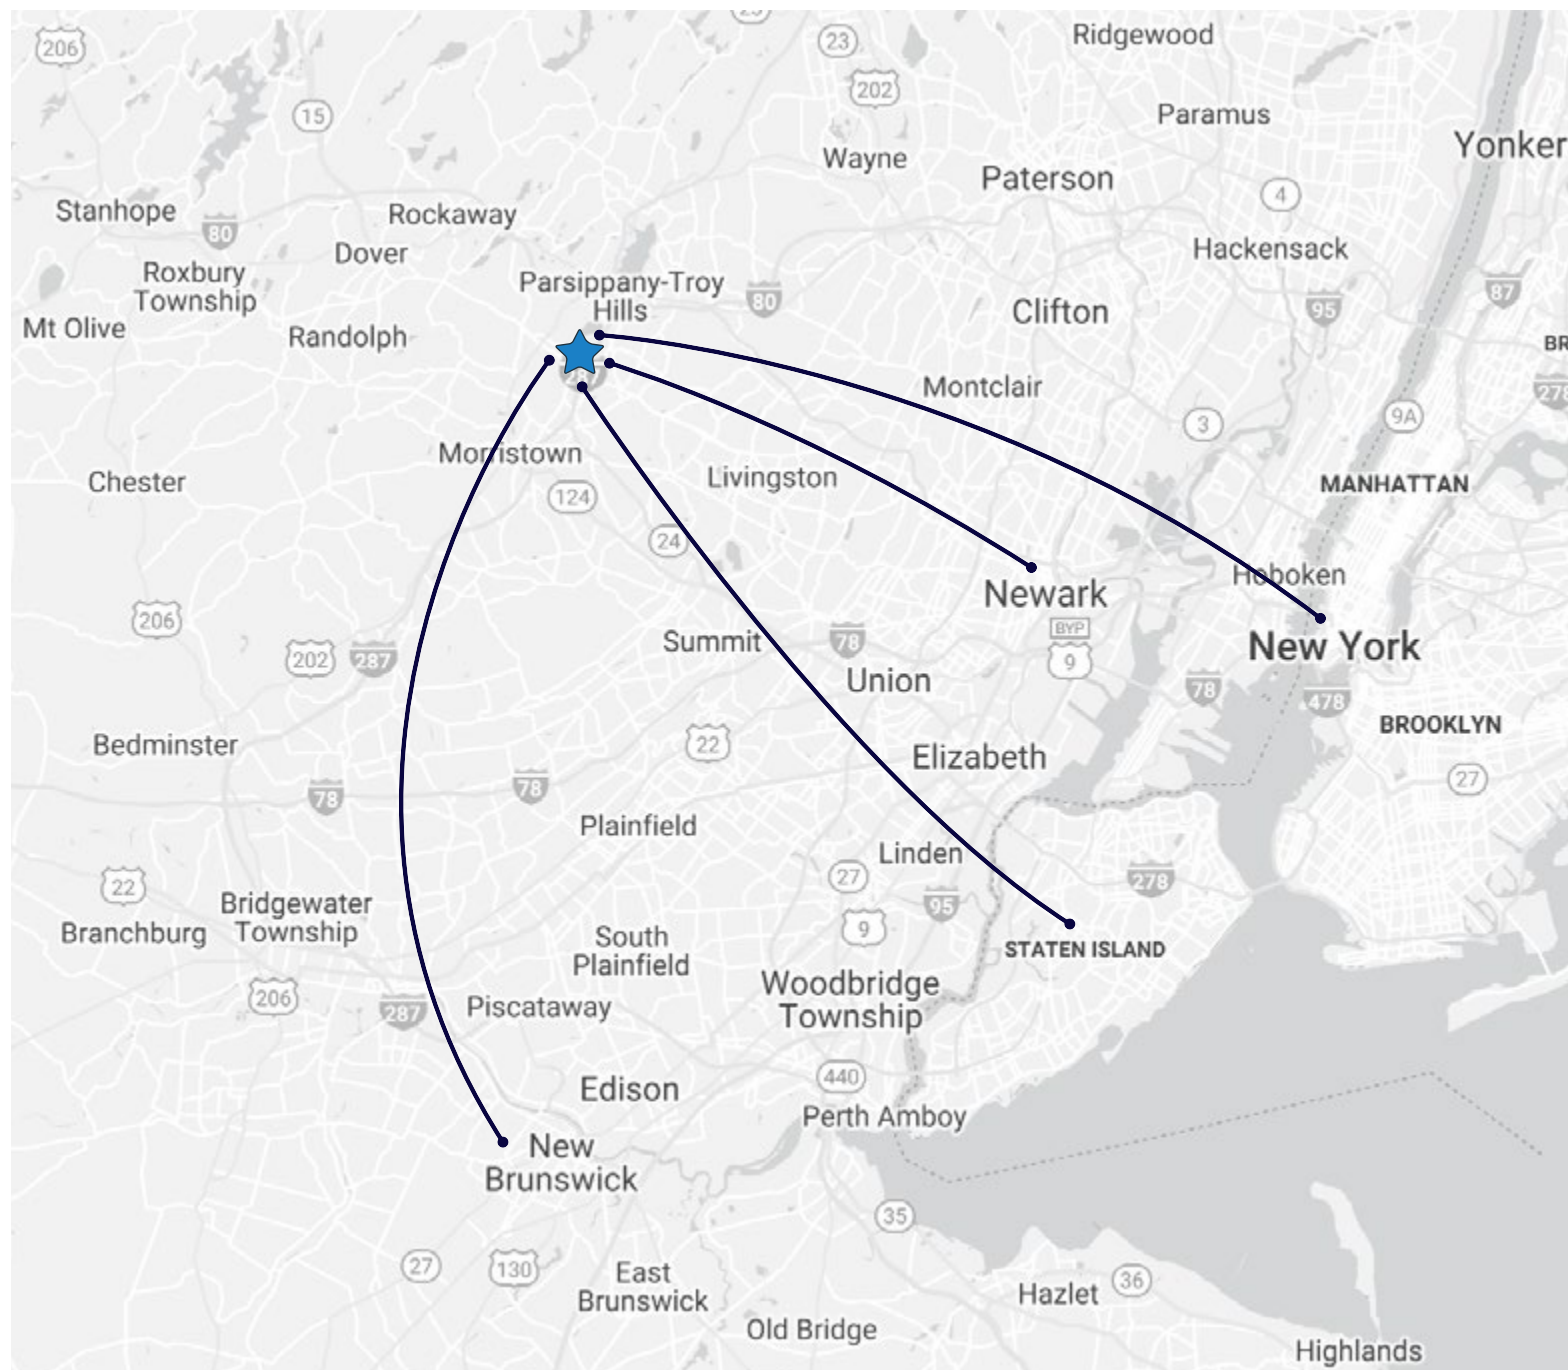 206
23
Ridgewood
202
15
Paramus
Yonker
Wayne
Paterson
4
Stanhope
Rockaway
80
Dover
Hackensack
Roxbury
Township
Parsippany-Troy
Hills
80
87
95
Clifton
Mt Olive
Randolph
BR
287
Montclair
278
9A
3
Morristown
Livingston
Chester
MANHATTAN
124
24
Hoboken
Newark
206
BYP
9
Summit
78
New York
202
287
Union
78
478
BROOKLYN
22
Bedminster
Elizabeth
27
78
78
Plainfield
Linden
22
27
278
95
Bridgewater
Township
Branchburg
9
South
Plainfield
STATEN ISLAND
Woodbridge
Township
206
287
Piscataway
440
Edison
Perth Amboy
New
Brunswick
35
27
130
East
Brunswick
36
Hazlet
Old Bridge
Highlands